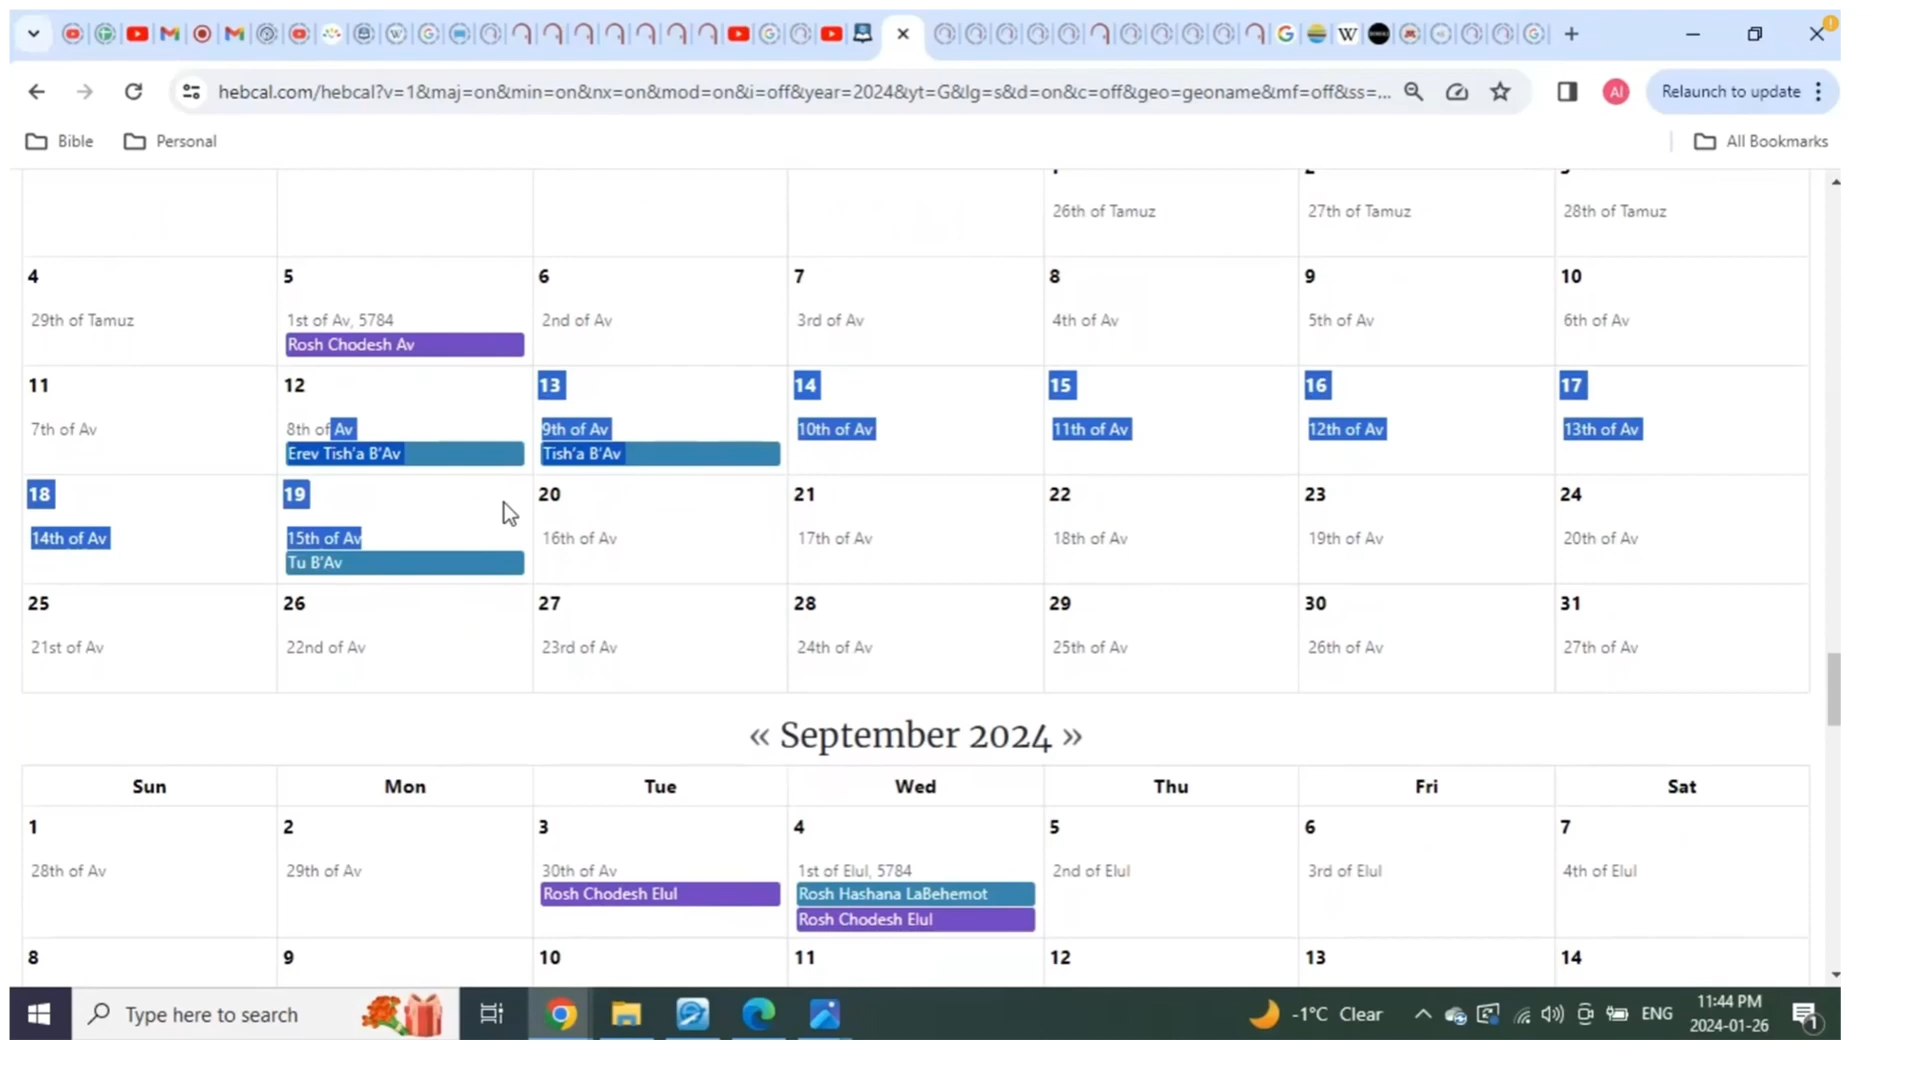 hebcal.com/hebcal?v=1&maj=on&min=on&nx=on&mod=on&i=off&year=2024&yt=G&lg=s&d=on&c=off&geo=geoname&mf=off&ss=...
AI
Relaunch to update
Bible
Personal
All Bookmarks
26th of Tamuz
27th of Tamuz
28th of Tamuz
4
5
6
7
8
9
10
29th of Tamuz
1st of Av, 5784
2nd of Av
3rd of Av
4th of Av
5th of Av
6th of Av
Rosh Chodesh Av
11
12
13
14
15
16
17
7th of Av
8th of Av
9th of Av
10th of Av
11th of Av
12th of Av
13th of Av
Erev Tish'a B'Av
Tish'a B'Av
18
19
20
21
22
23
24
14th of Av
15th of Av
16th of Av
17th of Av
18th of Av
19th of Av
20th of Av
Tu B'Av
25
26
27
28
29
30
31
21st of Av
22nd of Av
23rd of Av
24th of Av
25th of Av
26th of Av
27th of Av
« September 2024 »
Sun
Mon
Tue
Wed
Thu
Fri
Sat
1
2
3
4
5
6
7
28th of Av
29th of Av
30th of Av
1st of Elul, 5784
2nd of Elul
3rd of Elul
4th of Elul
Rosh Chodesh Elul
Rosh Hashana LaBehemot
Rosh Chodesh Elul
8
9
10
11
12
13
14
Type here to search
-1°C Clear
ENG
11:44 PM
2024-01-26
1